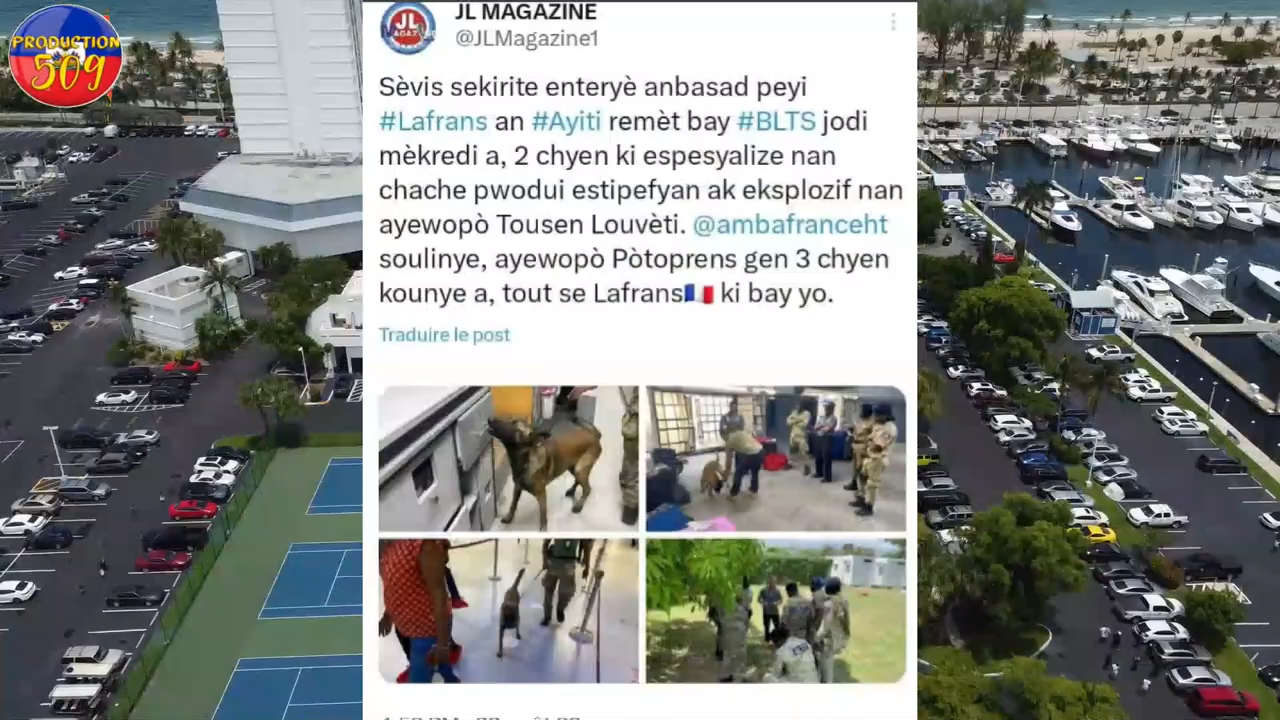 PRODUCTION
509
JL MAGAZINE
@JLMagazine1
Sèvis sekirite enteryè anbasad peyi
#Lafrans an #Ayiti remèt bay #BLTS jodi
mèkredi a, 2 chyen ki espesyalize nan
chache pwodui estipefyan ak eksplozif nan
ayewopò Tousen Louvèti. @ambafranceht
soulinye, ayewopò Pòtoprens gen 3 chyen
kounye a, tout se Lafrans🇫🇷 ki bay yo.
Traduire le post